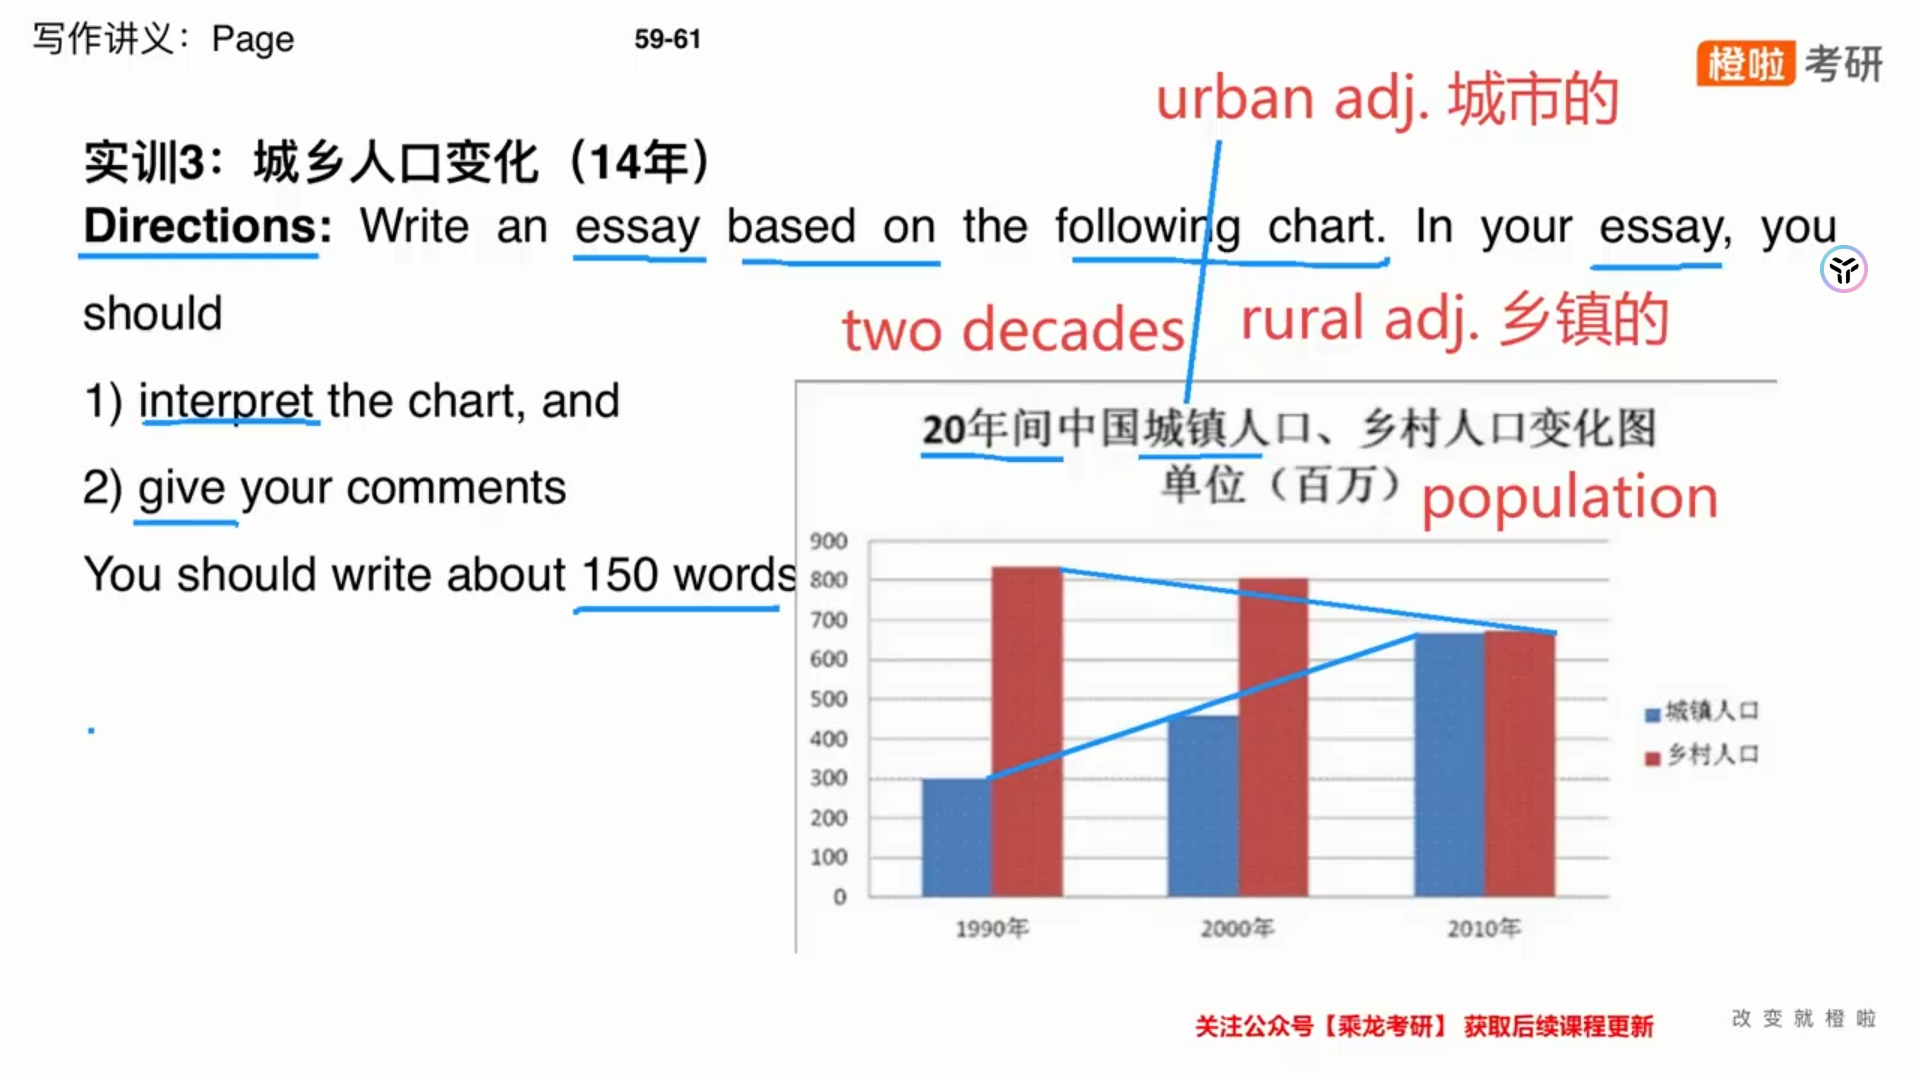 写作讲义：Page 59-61
橙啦 考研
urban adj. 城市的
实训3：城乡人口变化（14年）
Directions: Write an essay based on the following chart. In your essay, you
should
two decades
rural adj. 乡镇的
1) interpret the chart, and
2) give your comments
You should write about 150 words
20年间中国城镇人口、乡村人口变化图
单位（百万）
population
900
800
700
600
500
400
300
200
100
0
1990年
2000年
2010年
城镇人口
乡村人口
关注公众号【乘龙考研】 获取后续课程更新
改变就橙啦